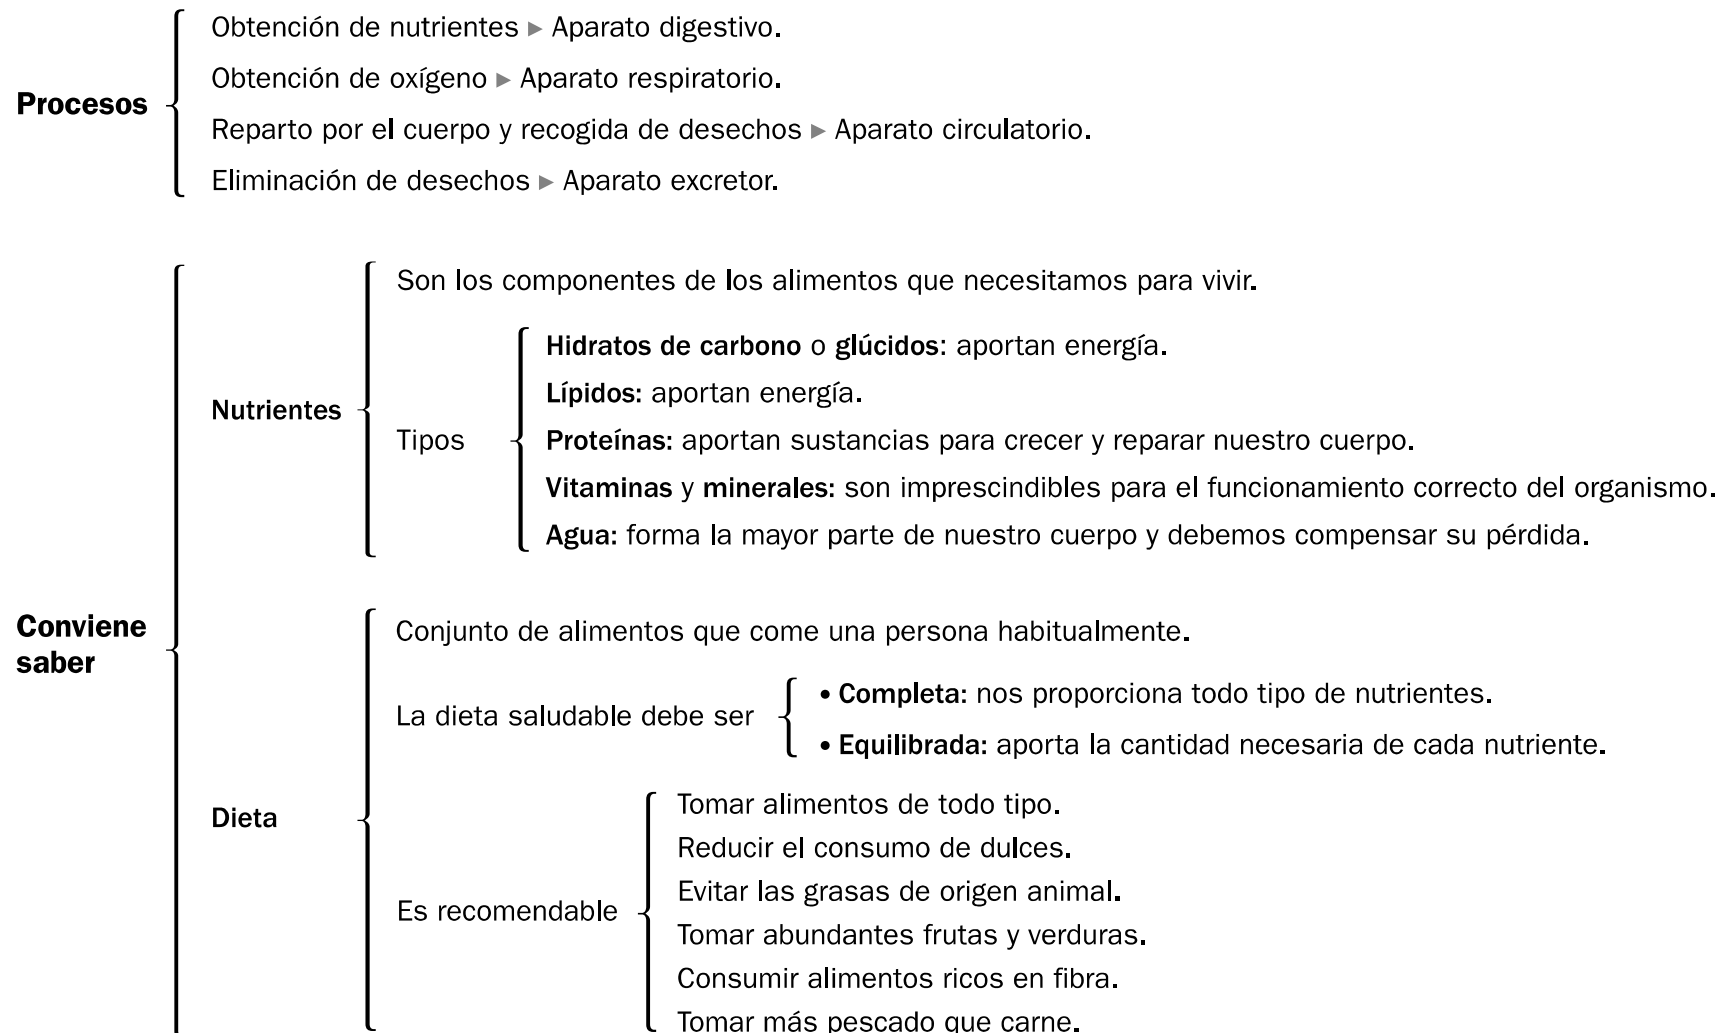 Procesos
Obtención de nutrientes ▸ Aparato digestivo.
Obtención de oxígeno ▸ Aparato respiratorio.
Reparto por el cuerpo y recogida de desechos ▸ Aparato circulatorio.
Eliminación de desechos ▸ Aparato excretor.
Conviene
saber
Nutrientes
Son los componentes de los alimentos que necesitamos para vivir.
Tipos
Hidratos de carbono o glúcidos: aportan energía.
Lípidos: aportan energía.
Proteínas: aportan sustancias para crecer y reparar nuestro cuerpo.
Vitaminas y minerales: son imprescindibles para el funcionamiento correcto del organismo.
Agua: forma la mayor parte de nuestro cuerpo y debemos compensar su pérdida.
Dieta
Conjunto de alimentos que come una persona habitualmente.
La dieta saludable debe ser
• Completa: nos proporciona todo tipo de nutrientes.
• Equilibrada: aporta la cantidad necesaria de cada nutriente.
Es recomendable
Tomar alimentos de todo tipo.
Reducir el consumo de dulces.
Evitar las grasas de origen animal.
Tomar abundantes frutas y verduras.
Consumir alimentos ricos en fibra.
Tomar más pescado que carne.